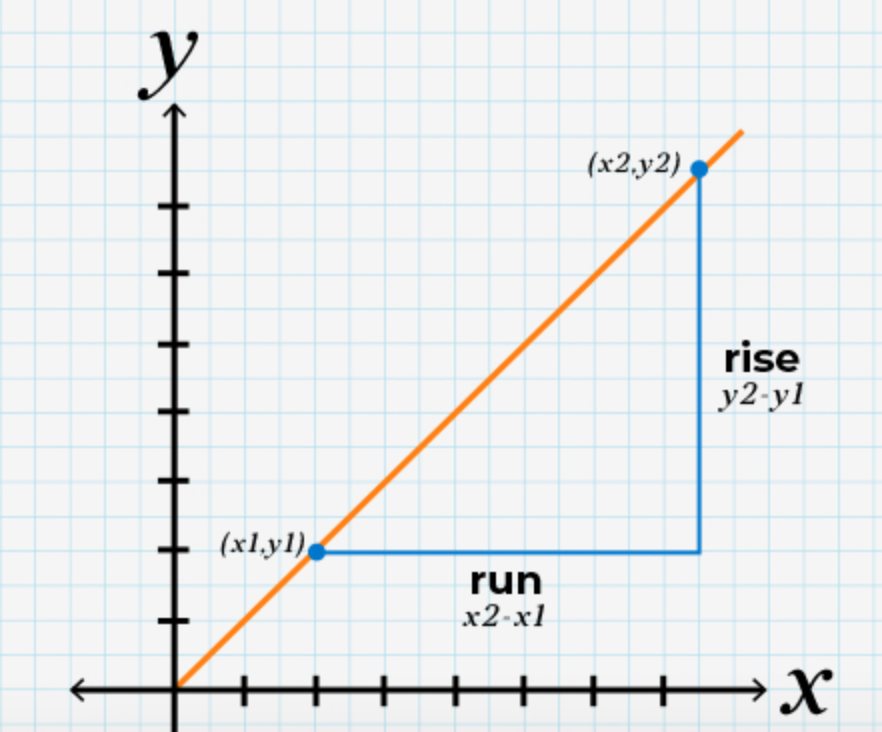 y
(x2,y2)
rise
y2-y1
(x1,y1)
run
x2-x1
x